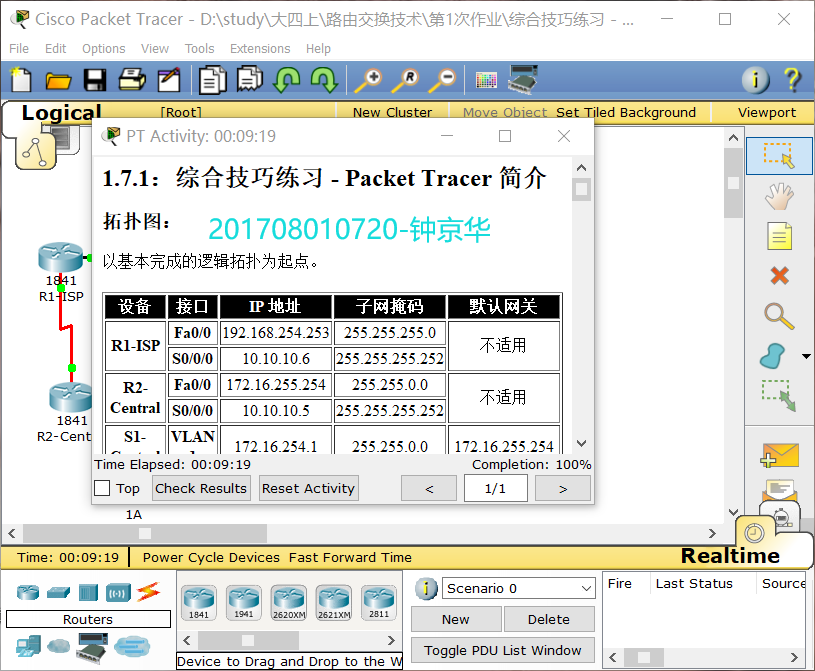 Cisco Packet Tracer - D:\study\大四上\路由交换技术\第1次作业\综合技巧练习 - ...
File Edit Options View Tools Extensions Help
Logical [Root] New Cluster Move Object Set Tiled Background Viewport
PT Activity: 00:09:19
1.7.1：综合技巧练习 - Packet Tracer 简介
拓扑图：
201708010720-钟京华
以基本完成的逻辑拓扑为起点。
设备 接口 IP 地址 子网掩码 默认网关
R1-ISP Fa0/0 192.168.254.253 255.255.255.0 不适用
S0/0/0 10.10.10.6 255.255.255.252
R2-Central Fa0/0 172.16.255.254 255.255.0.0 不适用
S0/0/0 10.10.10.5 255.255.255.252
S1- VLAN 172.16.254.1 255.255.0.0 172.16.255.254
Time Elapsed: 00:09:19 Completion: 100%
Top Check Results Reset Activity < 1/1 >
1841
R1-ISP
1841
R2-Cent
1A
Time: 00:09:19 Power Cycle Devices Fast Forward Time Realtime
Routers
1841 1941 2620XM 2621XM 2811
Device to Drag and Drop to the W
Scenario 0
New Delete
Toggle PDU List Window
Fire Last Status Source